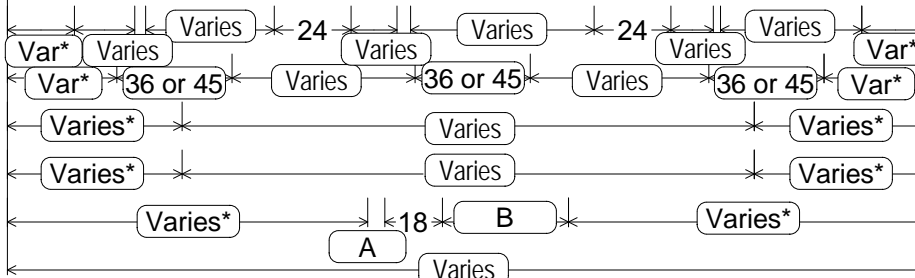 Varies 24 Varies 24 Varies
Var* Varies Varies Varies Var*
Var* 36 or 45 Varies 36 or 45 Varies 36 or 45 Var*
Varies* Varies Varies*
Varies* Varies Varies*
Varies* 18 B Varies*
A
Varies